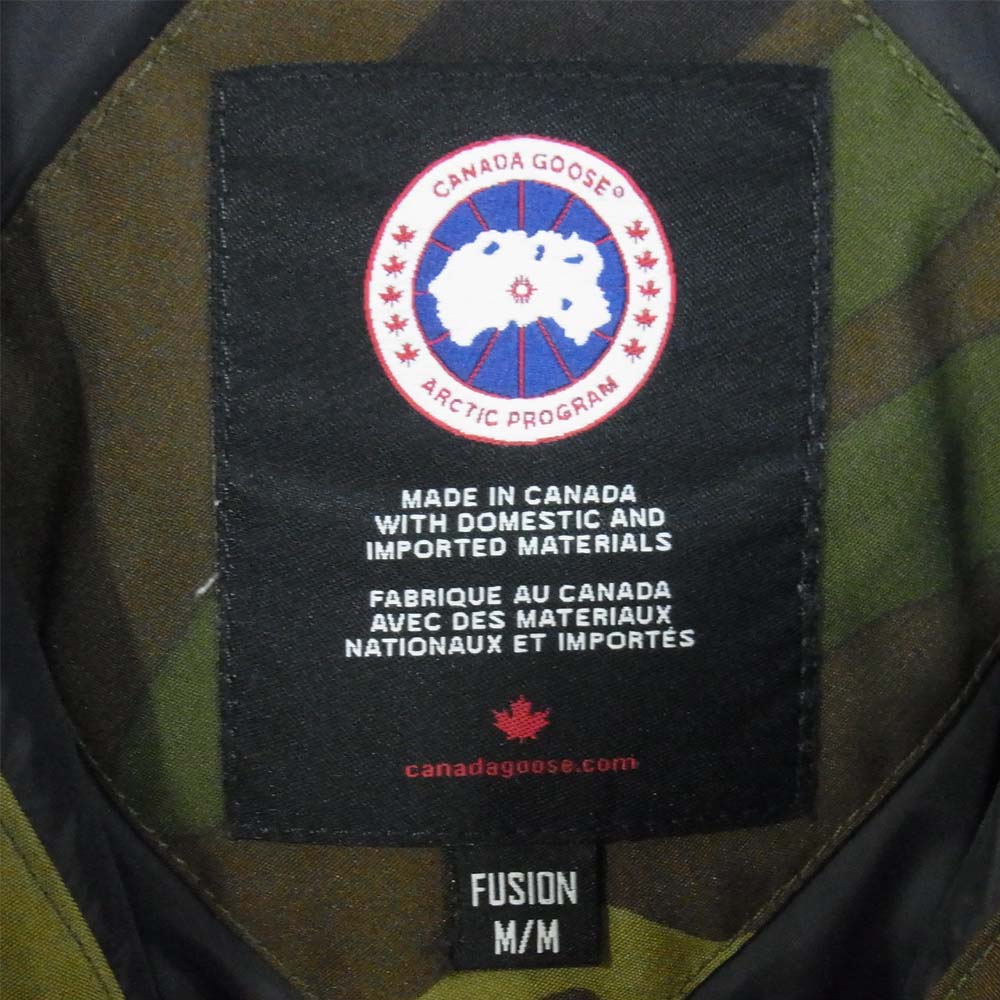 CANADA GOOSE®
ARCTIC PROGRAM
MADE IN CANADA
WITH DOMESTIC AND
IMPORTED MATERIALS
FABRIQUE AU CANADA
AVEC DES MATERIAUX
NATIONAUX ET IMPORTÉS
canadagoose.com
FUSION
M/M